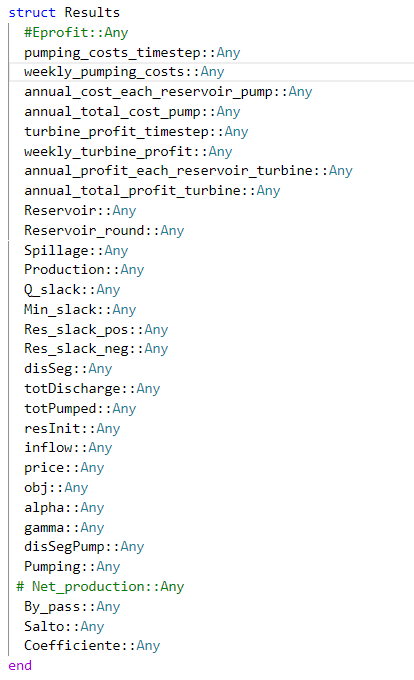 struct Results
#Eprofit::Any
pumping_costs_timestep::Any
weekly_pumping_costs::Any
annual_cost_each_reservoir_pump::Any
annual_total_cost_pump::Any
turbine_profit_timestep::Any
weekly_turbine_profit::Any
annual_profit_each_reservoir_turbine::Any
annual_total_profit_turbine::Any
Reservoir::Any
Reservoir_round::Any
Spillage::Any
Production::Any
Q_slack::Any
Min_slack::Any
Res_slack_pos::Any
Res_slack_neg::Any
disSeg::Any
totDischarge::Any
totPumped::Any
resInit::Any
inflow::Any
price::Any
obj::Any
alpha::Any
gamma::Any
disSegPump::Any
Pumping::Any
# Net_production::Any
By_pass::Any
Salto::Any
Coefficiente::Any
end